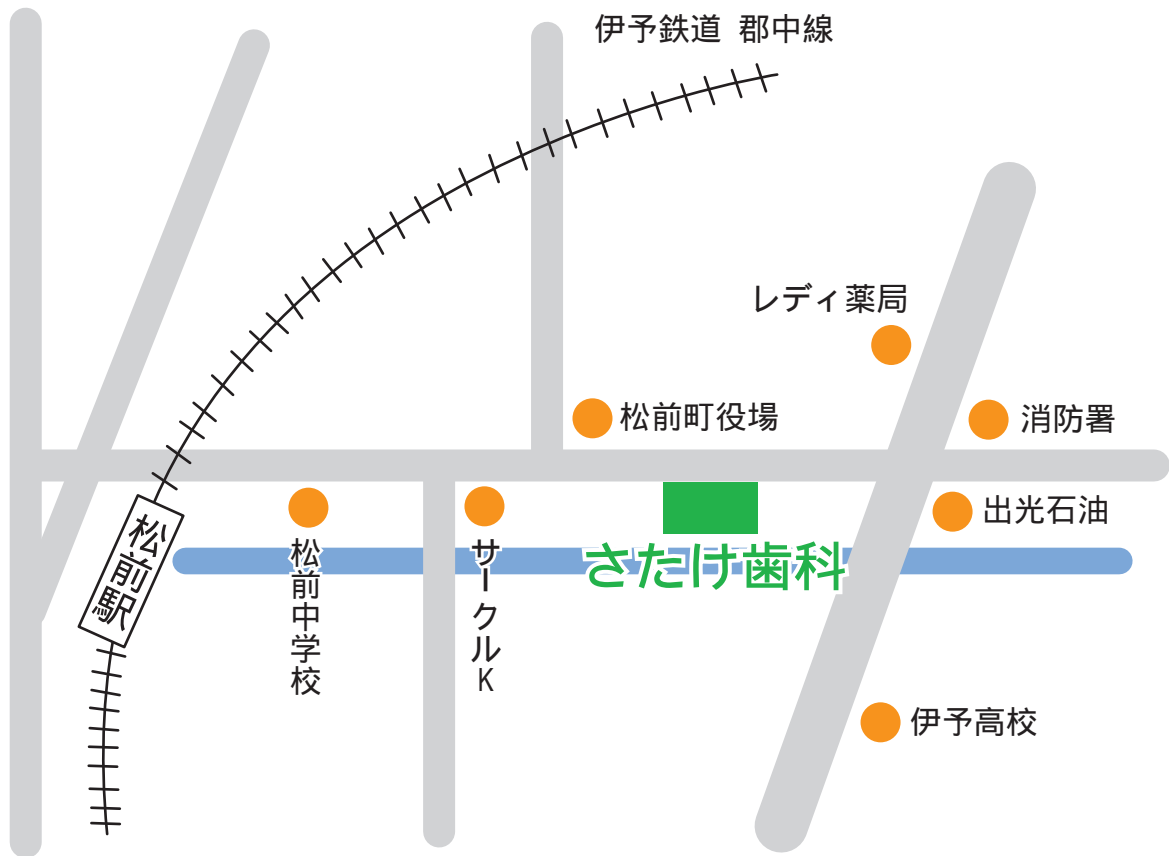 伊予鉄道 郡中線
レディ薬局
松前町役場
消防署
出光石油
松前駅
松前中学校
サークルK
さたけ歯科
伊予高校